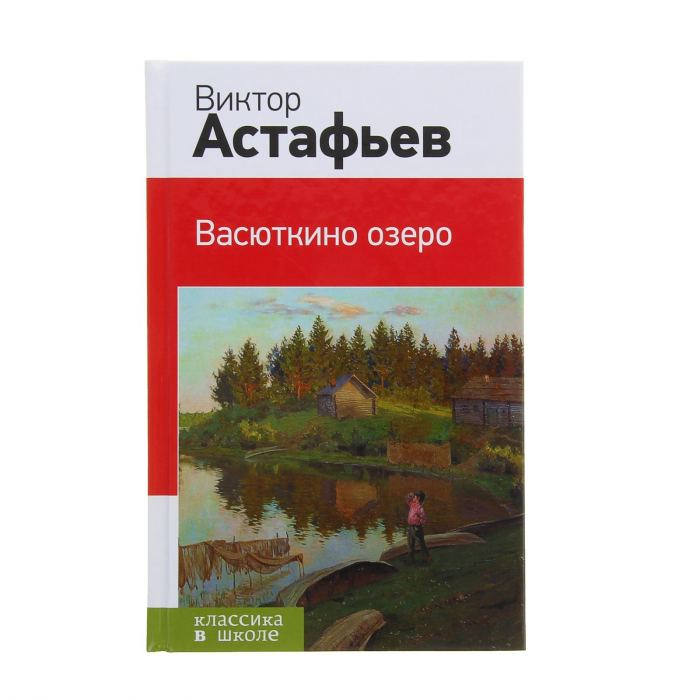 Виктор
Астафьев
Васюткино озеро
классика
в школе